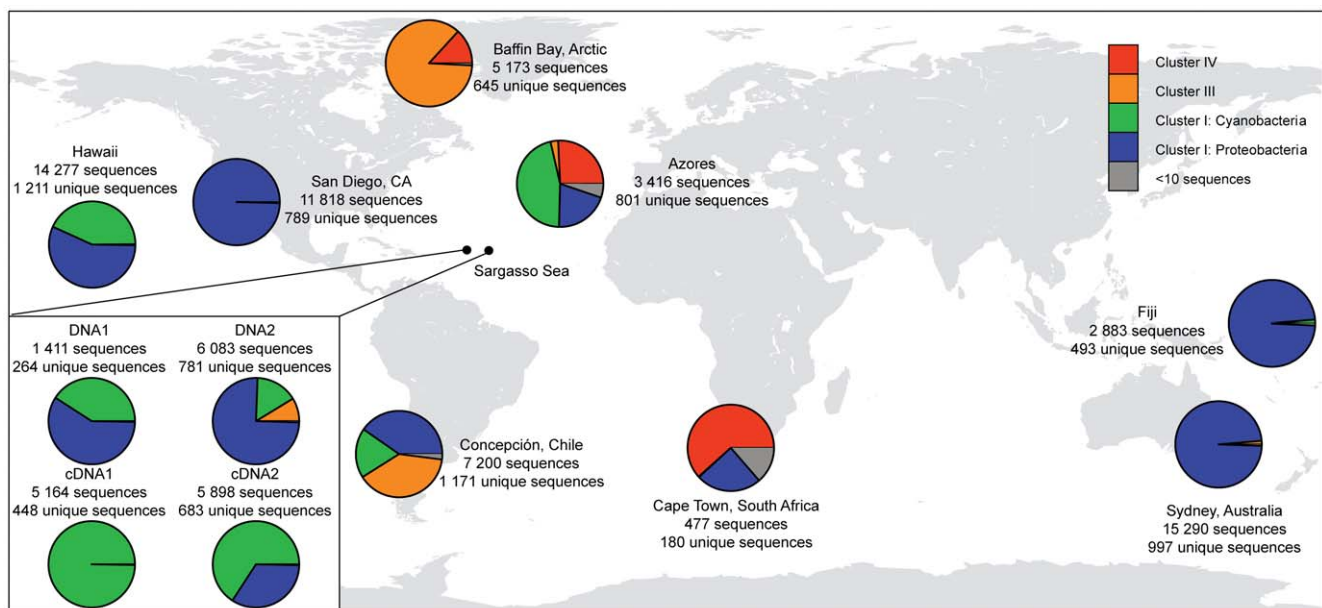 Baffin Bay, Arctic
5 173 sequences
645 unique sequences
Cluster IV
Cluster III
Cluster I: Cyanobacteria
Cluster I: Proteobacteria
<10 sequences
Hawaii
14 277 sequences
1 211 unique sequences
San Diego, CA
11 818 sequences
789 unique sequences
Azores
3 416 sequences
801 unique sequences
Sargasso Sea
Fiji
2 883 sequences
493 unique sequences
DNA1
1 411 sequences
264 unique sequences
DNA2
6 083 sequences
781 unique sequences
cDNA1
5 164 sequences
448 unique sequences
cDNA2
5 898 sequences
683 unique sequences
Concepción, Chile
7 200 sequences
1 171 unique sequences
Cape Town, South Africa
477 sequences
180 unique sequences
Sydney, Australia
15 290 sequences
997 unique sequences